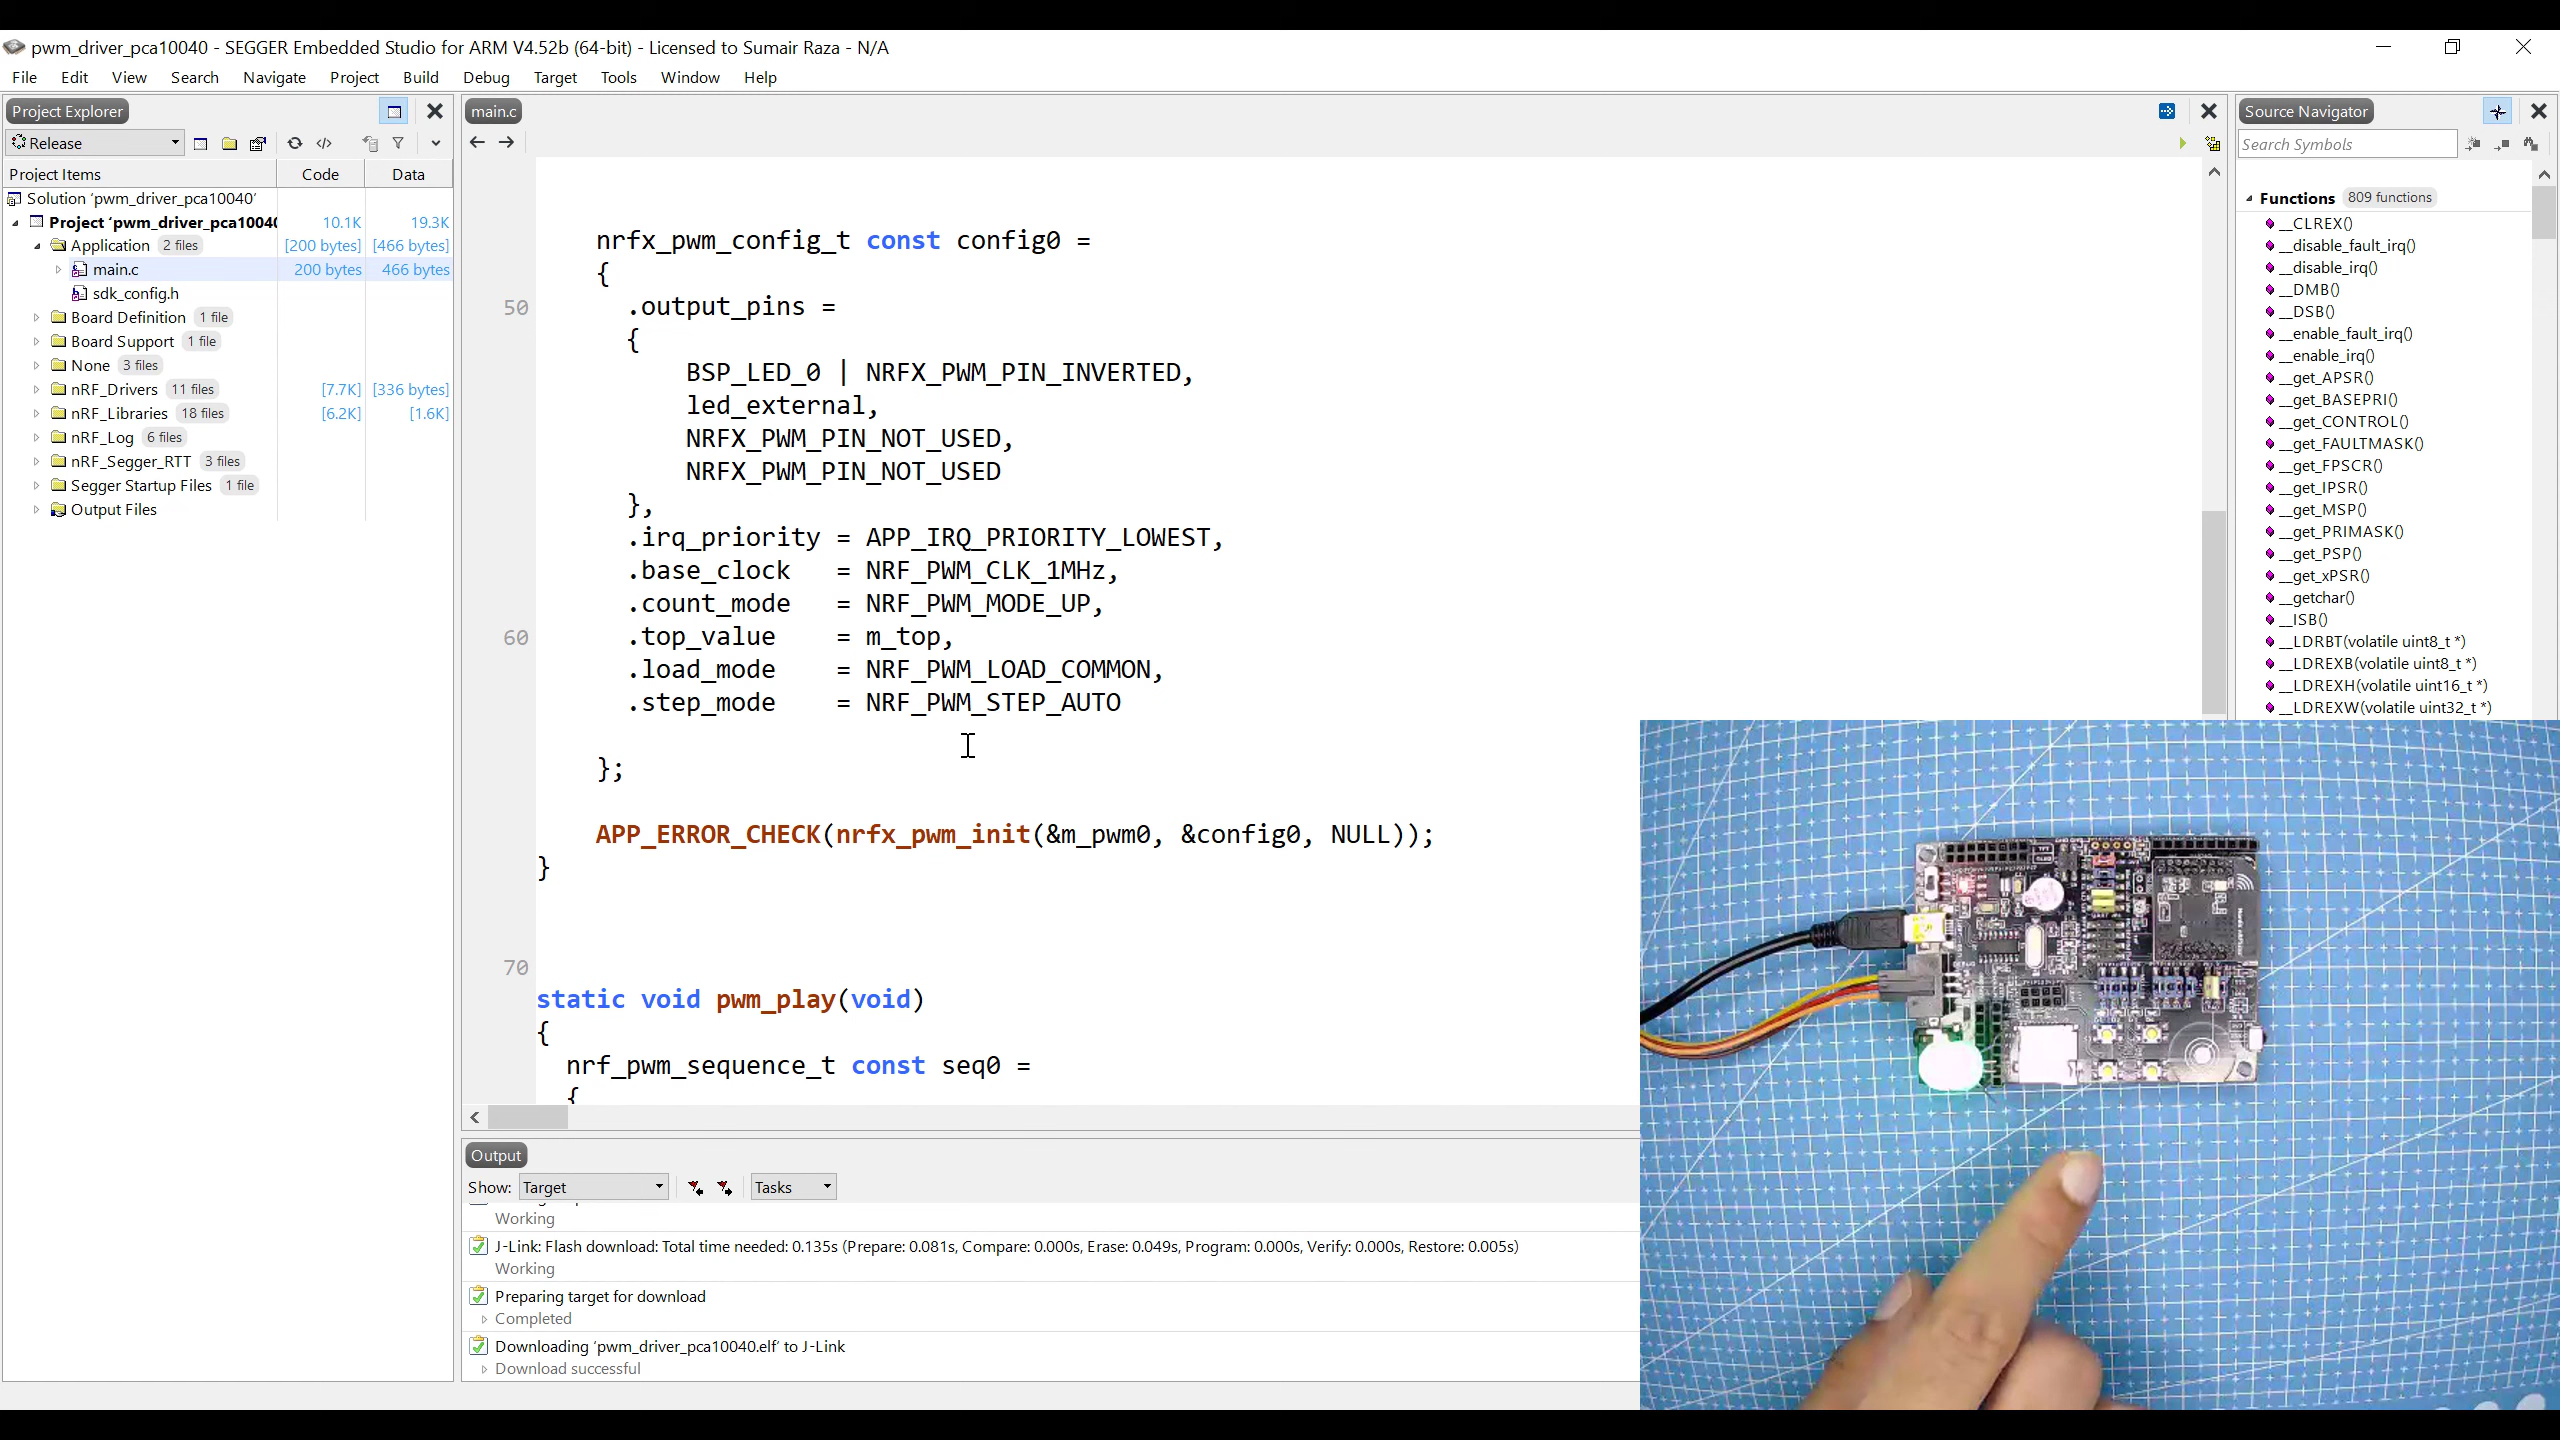 pwm_driver_pca10040 - SEGGER Embedded Studio for ARM V4.52b (64-bit) - Licensed to Sumair Raza - N/A
File Edit View Search Navigate Project Build Debug Target Tools Window Help
Project Explorer
Release
Project Items Code Data
Solution 'pwm_driver_pca10040'
Project 'pwm_driver_pca10040 10.1K 19.3K
Application 2 files [200 bytes] [466 bytes]
main.c 200 bytes 466 bytes
sdk_config.h
Board Definition 1 file
Board Support 1 file
None 3 files
nRF_Drivers 11 files [7.7K] [336 bytes]
nRF_Libraries 18 files [6.2K] [1.6K]
nRF_Log 6 files
nRF_Segger_RTT 3 files
Segger Startup Files 1 file
Output Files
main.c
nrfx_pwm_config_t const config0 =
{
50 .output_pins =
{
BSP_LED_0 | NRFX_PWM_PIN_INVERTED,
led_external,
NRFX_PWM_PIN_NOT_USED,
NRFX_PWM_PIN_NOT_USED
},
.irq_priority = APP_IRQ_PRIORITY_LOWEST,
.base_clock = NRF_PWM_CLK_1MHz,
.count_mode = NRF_PWM_MODE_UP,
60 .top_value = m_top,
.load_mode = NRF_PWM_LOAD_COMMON,
.step_mode = NRF_PWM_STEP_AUTO
};
APP_ERROR_CHECK(nrfx_pwm_init(&m_pwm0, &config0, NULL));
}
70
static void pwm_play(void)
{
nrf_pwm_sequence_t const seq0 =
{
Output
Show: Target Tasks
Working
J-Link: Flash download: Total time needed: 0.135s (Prepare: 0.081s, Compare: 0.000s, Erase: 0.049s, Program: 0.000s, Verify: 0.000s, Restore: 0.005s)
Working
Preparing target for download
Completed
Downloading 'pwm_driver_pca10040.elf' to J-Link
Download successful
Source Navigator
Search Symbols
Functions 809 functions
__CLREX()
__disable_fault_irq()
__disable_irq()
__DMB()
__DSB()
__enable_fault_irq()
__enable_irq()
__get_APSR()
__get_BASEPRI()
__get_CONTROL()
__get_FAULTMASK()
__get_FPSCR()
__get_IPSR()
__get_MSP()
__get_PRIMASK()
__get_PSP()
__get_xPSR()
__getchar()
__ISB()
__LDRBT(volatile uint8_t *)
__LDREXB(volatile uint8_t *)
__LDREXH(volatile uint16_t *)
__LDREXW(volatile uint32_t *)